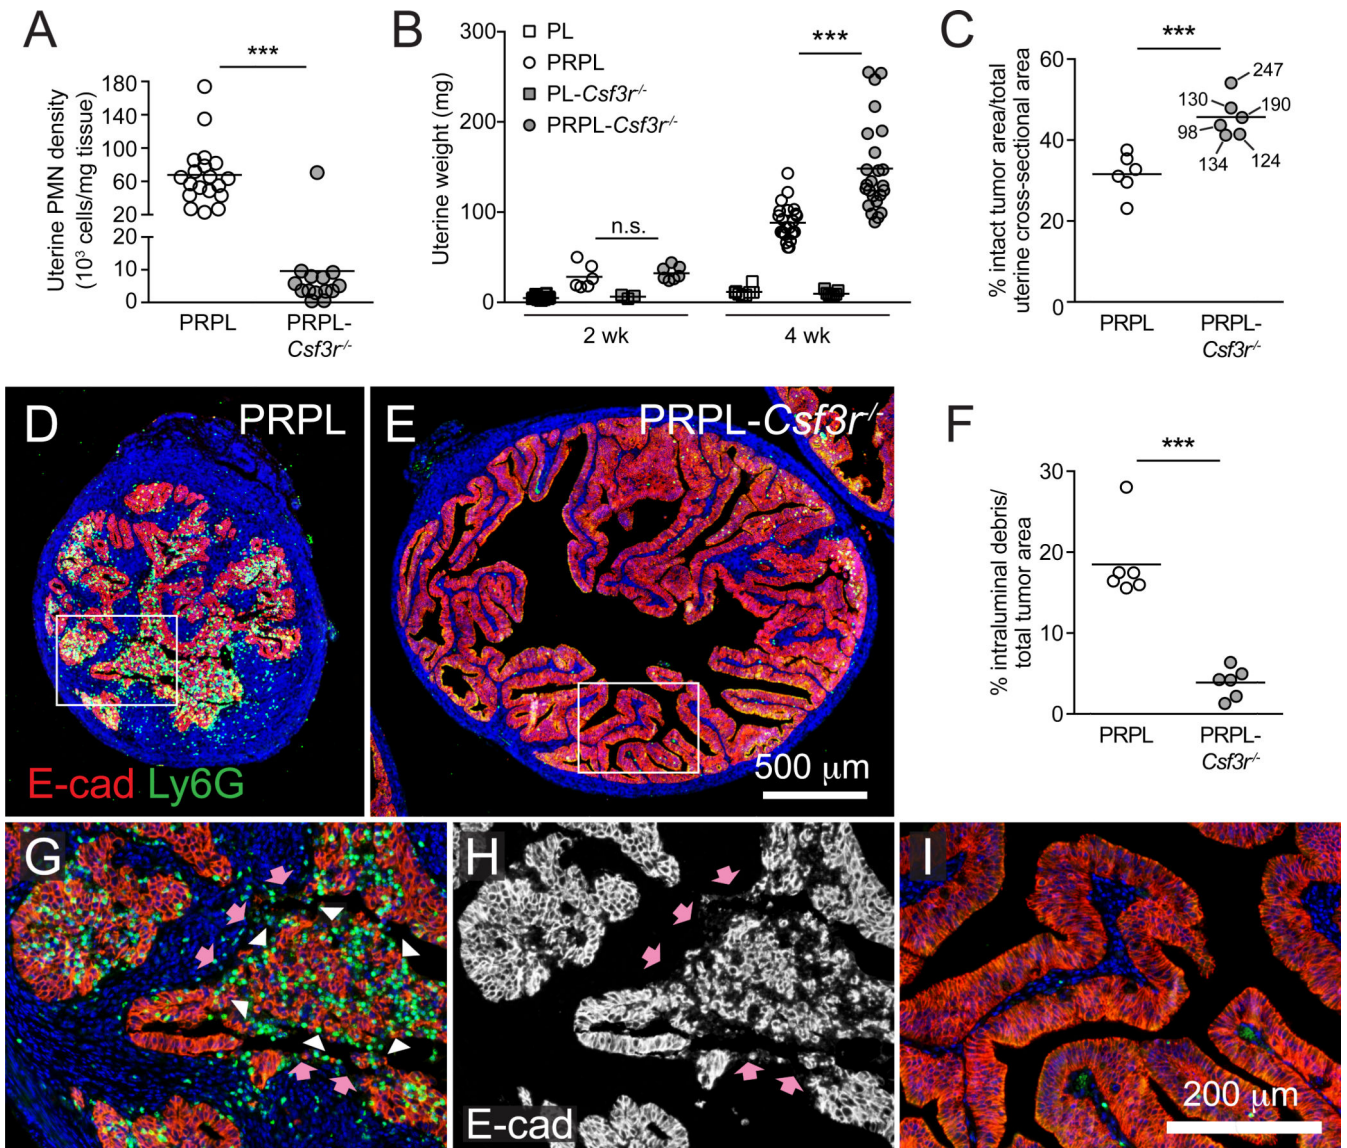 A
***
Uterine PMN density
(10³ cells/mg tissue)
180
140
100
60
20
20
10
0
PRPL
PRPL-
Csf3r-/-
B
Uterine weight (mg)
300
200
100
0
PL
PRPL
PL-Csf3r-/-
PRPL-Csf3r-/-
n.s.
***
2 wk
4 wk
C
***
% intact tumor area/total
uterine cross-sectional area
60
40
20
0
247
130
190
98
134
124
PRPL
PRPL-
Csf3r-/-
D
PRPL
E-cad Ly6G
E
PRPL-Csf3r-/-
500 µm
F
***
% intraluminal debris/
total tumor area
30
20
10
0
PRPL
PRPL-
Csf3r-/-
G
H
E-cad
I
200 µm